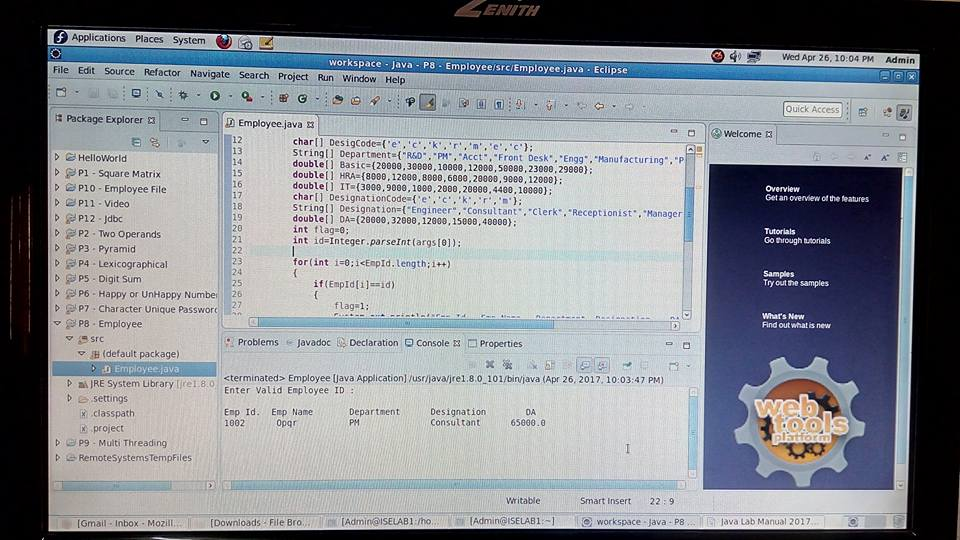 ZENITH
Applications Places System
Wed Apr 26, 10:04 PM Admin
workspace - Java - P8 - Employee/src/Employee.java - Eclipse
File Edit Source Refactor Navigate Search Project Run Window Help
Quick Access
Package Explorer
HelloWorld
P1 - Square Matrix
P10 - Employee File
P11 - Video
P12 - Jdbc
P2 - Two Operands
P3 - Pyramid
P4 - Lexicographical
P5 - Digit Sum
P6 - Happy or UnHappy Numbe
P7 - Character Unique Passwor
P8 - Employee
src
(default package)
Employee.java
JRE System Library [jre1.8.0
.settings
.classpath
.project
P9 - Multi Threading
RemoteSystemsTempFiles
Employee.java
12 char[] DesigCode={'e','c','k','r','m','e','c'};
13 String[] Department={"R&D","PM","Acct","Front Desk","Engg","Manufacturing","P
14 double[] Basic={20000,30000,10000,12000,50000,23000,29000};
15 double[] HRA={8000,12000,8000,6000,20000,9000,12000};
16 double[] IT={3000,9000,1000,2000,20000,4400,10000};
17 char[] DesignationCode={'e','c','k','r','m'};
18 String[] Designation={"Engineer","Consultant","Clerk","Receptionist","Manager
19 double[] DA={20000,32000,12000,15000,40000};
20 int flag=0;
21 int id=Integer.parseInt(args[0]);
22
23 for(int i=0;i<EmpId.length;i++)
24 {
25 if(EmpId[i]==id)
26 {
27 flag=1;
Problems Javadoc Declaration Console Properties
<terminated> Employee [Java Application] /usr/java/jre1.8.0_101/bin/java (Apr 26, 2017, 10:03:47 PM)
Enter Valid Employee ID :
Emp Id. Emp Name Department Designation DA
1002 Opqr PM Consultant 65000.0
Welcome
Overview
Get an overview of the features
Tutorials
Go through tutorials
Samples
Try out the samples
What's New
Find out what is new
web
tools
platform
Writable Smart Insert 22 : 9
[Gmail - Inbox - Mozill... [Downloads - File Bro... [Admin@ISELAB1:/ho... [Admin@ISELAB1:~] workspace - Java - P8 ... Java Lab Manual 2017...